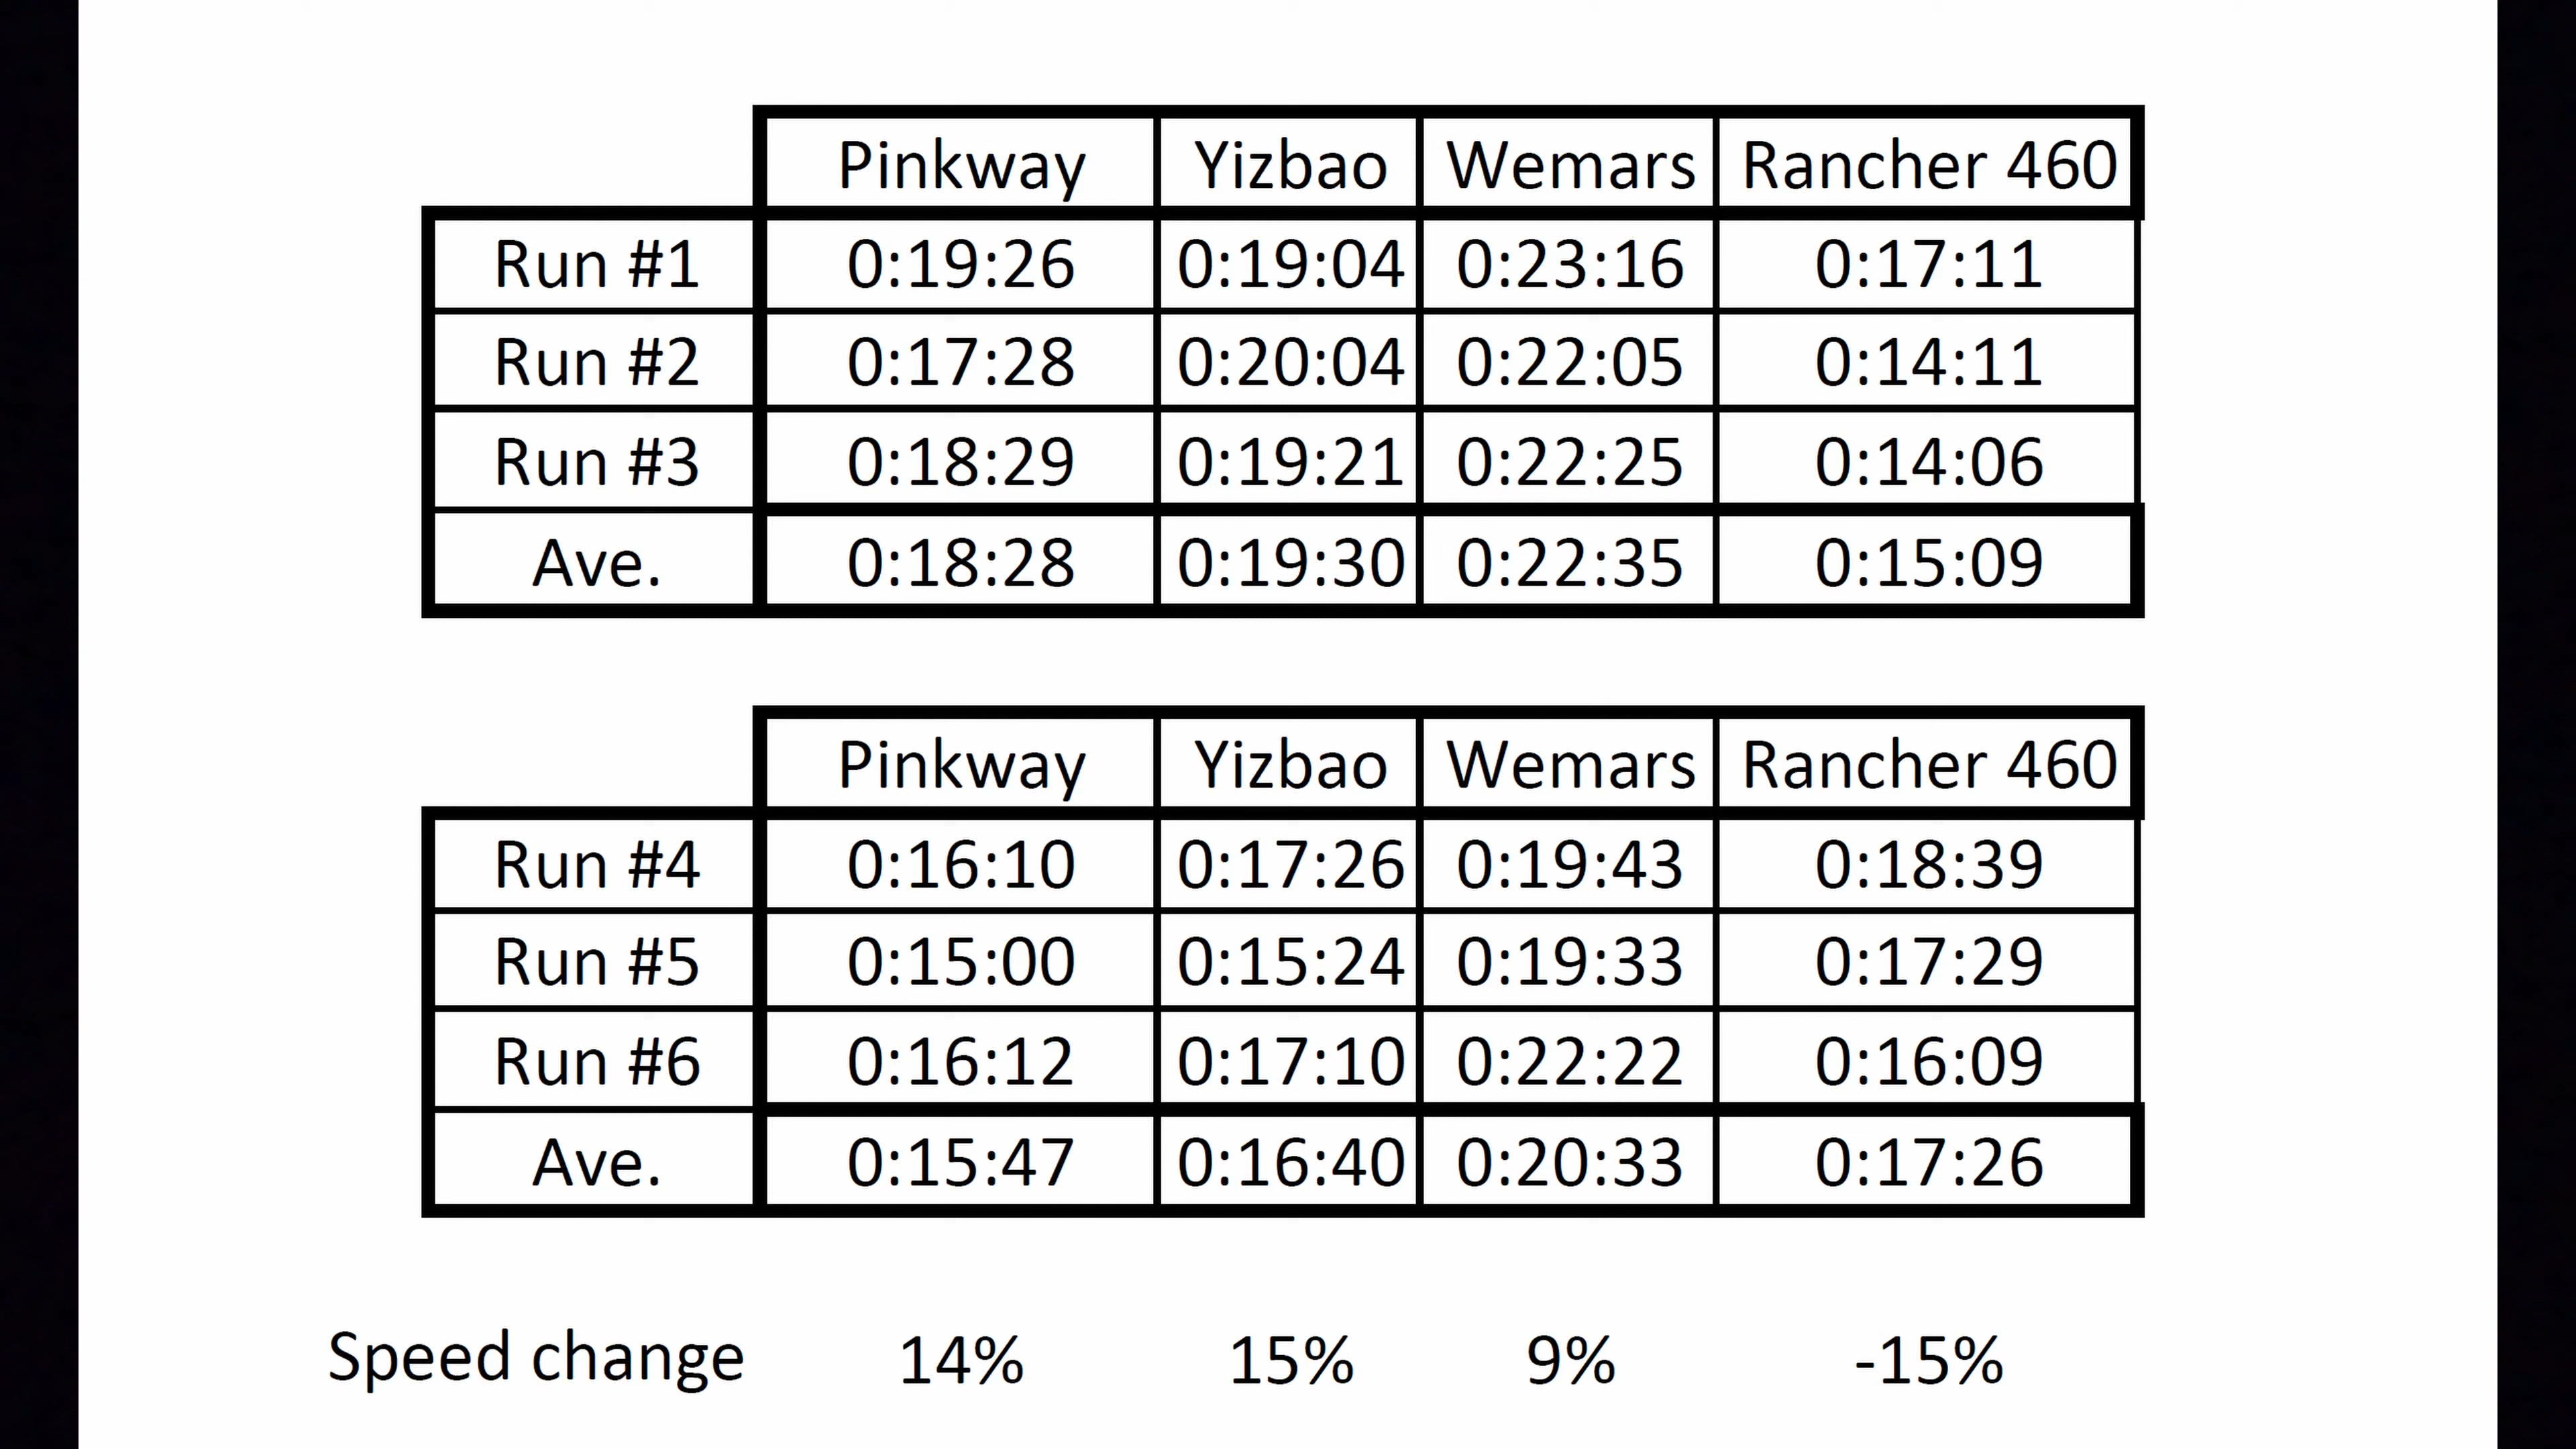 Pinkway Yizbao Wemars Rancher 460
Run #1 0:19:26 0:19:04 0:23:16 0:17:11
Run #2 0:17:28 0:20:04 0:22:05 0:14:11
Run #3 0:18:29 0:19:21 0:22:25 0:14:06
Ave. 0:18:28 0:19:30 0:22:35 0:15:09
Pinkway Yizbao Wemars Rancher 460
Run #4 0:16:10 0:17:26 0:19:43 0:18:39
Run #5 0:15:00 0:15:24 0:19:33 0:17:29
Run #6 0:16:12 0:17:10 0:22:22 0:16:09
Ave. 0:15:47 0:16:40 0:20:33 0:17:26
Speed change 14% 15% 9% -15%